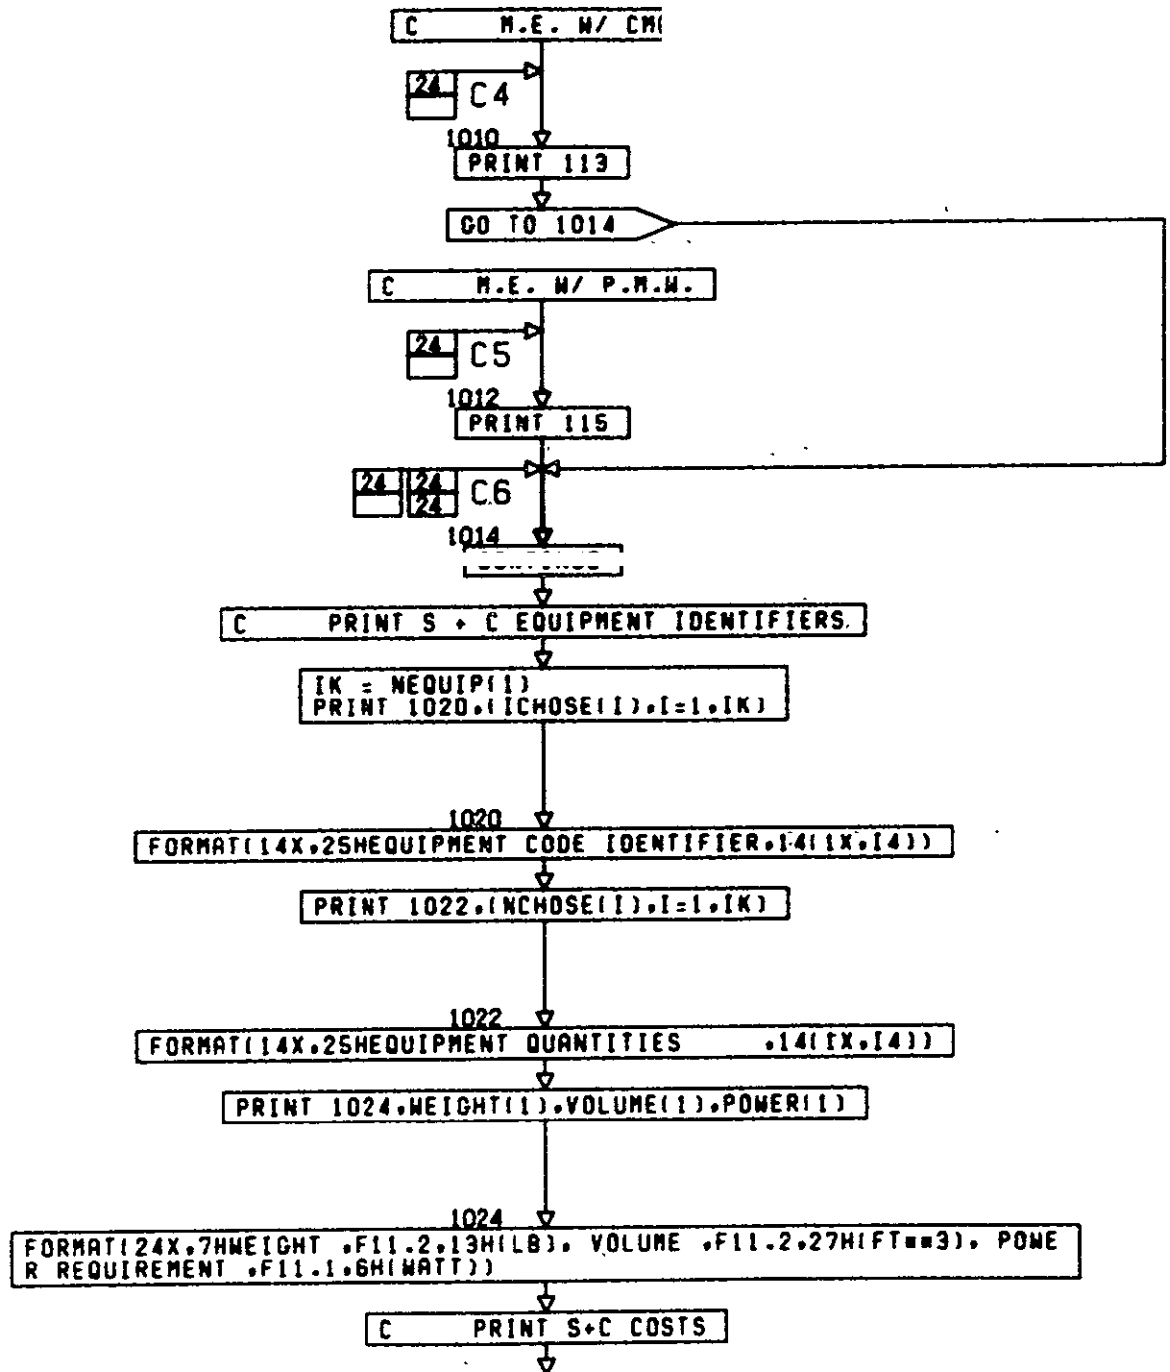 C M.E. W/
24
C4
1010
PRINT 113
GO TO 1014
C M.E. W/ P.M.W.
24
C5
1012
PRINT 115
24 24
24
C6
1014
C PRINT S + C EQUIPMENT IDENTIFIERS.
IK = NEQUIP(1)
PRINT 1020,(ICHOSE(I),I=1,IK)
1020
FORMAT(14X,25HEQUIPMENT CODE IDENTIFIER,14(1X,I4))
PRINT 1022,(NCHOSE(I),I=1,IK)
1022
FORMAT(14X,25HEQUIPMENT QUANTITIES ,14(1X,I4))
PRINT 1024,WEIGHT(1),VOLUME(1),POWER(1)
1024
FORMAT(24X,7HWEIGHT ,F11.2,13H(LB), VOLUME ,F11.2,27H(FT**3), POWE
R REQUIREMENT ,F11.1,6H(WATT))
C PRINT S+C COSTS